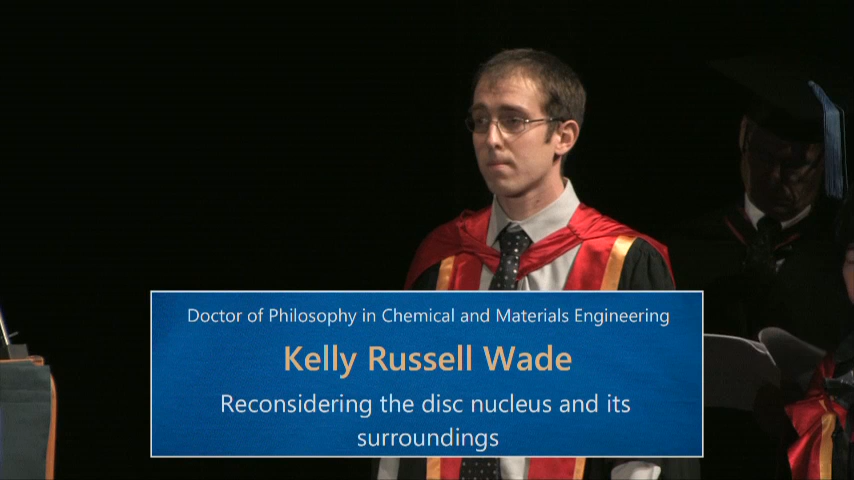 Doctor of Philosophy in Chemical and Materials Engineering
Kelly Russell Wade
Reconsidering the disc nucleus and its
surroundings